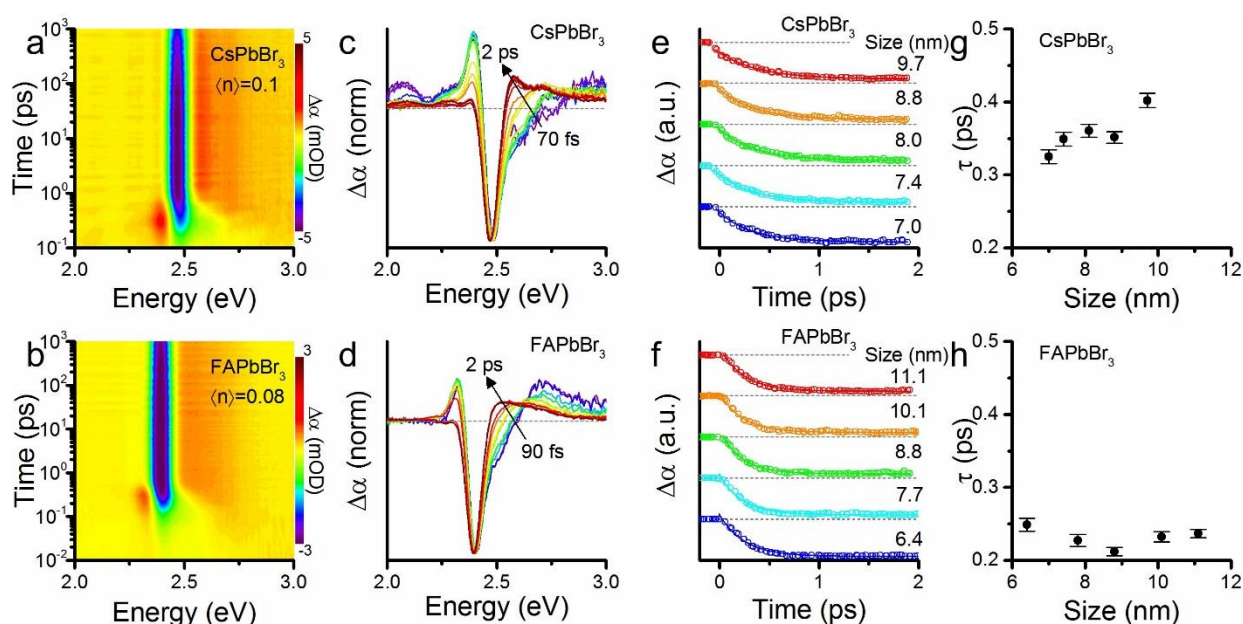 a
CsPbBr₃
⟨n⟩=0.1
Time (ps)
10³
10²
10¹
10⁰
10⁻¹
2.0
2.5
3.0
Energy (eV)
5
Δα (mOD)
-5
c
CsPbBr₃
2 ps
70 fs
Δα (norm)
2.0
2.5
3.0
Energy (eV)
e
CsPbBr₃
Size (nm)
9.7
8.8
8.0
7.4
7.0
Δα (a.u.)
0
1
2
Time (ps)
g
CsPbBr₃
τ (ps)
0.5
0.4
0.3
0.2
6
8
10
12
Size (nm)
b
FAPbBr₃
⟨n⟩=0.08
Time (ps)
10³
10²
10¹
10⁰
10⁻¹
10⁻²
2.0
2.5
3.0
Energy (eV)
3
Δα (mOD)
-3
d
FAPbBr₃
2 ps
90 fs
Δα (norm)
2.0
2.5
3.0
Energy (eV)
f
FAPbBr₃
Size (nm)
11.1
10.1
8.8
7.7
6.4
Δα (a.u.)
0
1
2
Time (ps)
h
FAPbBr₃
τ (ps)
0.5
0.4
0.3
0.2
6
8
10
12
Size (nm)